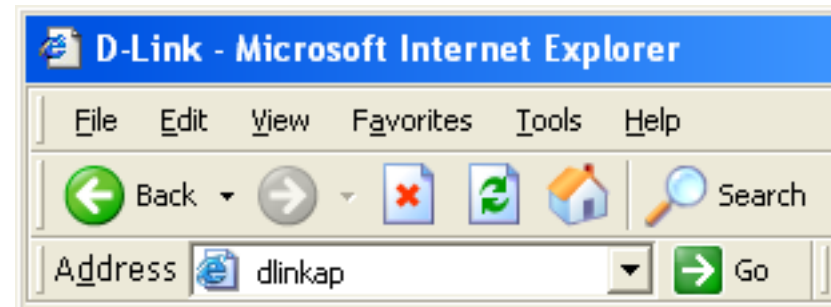 D-Link - Microsoft Internet Explorer
File Edit View Favorites Tools Help
Back Search
Address dlinkap Go